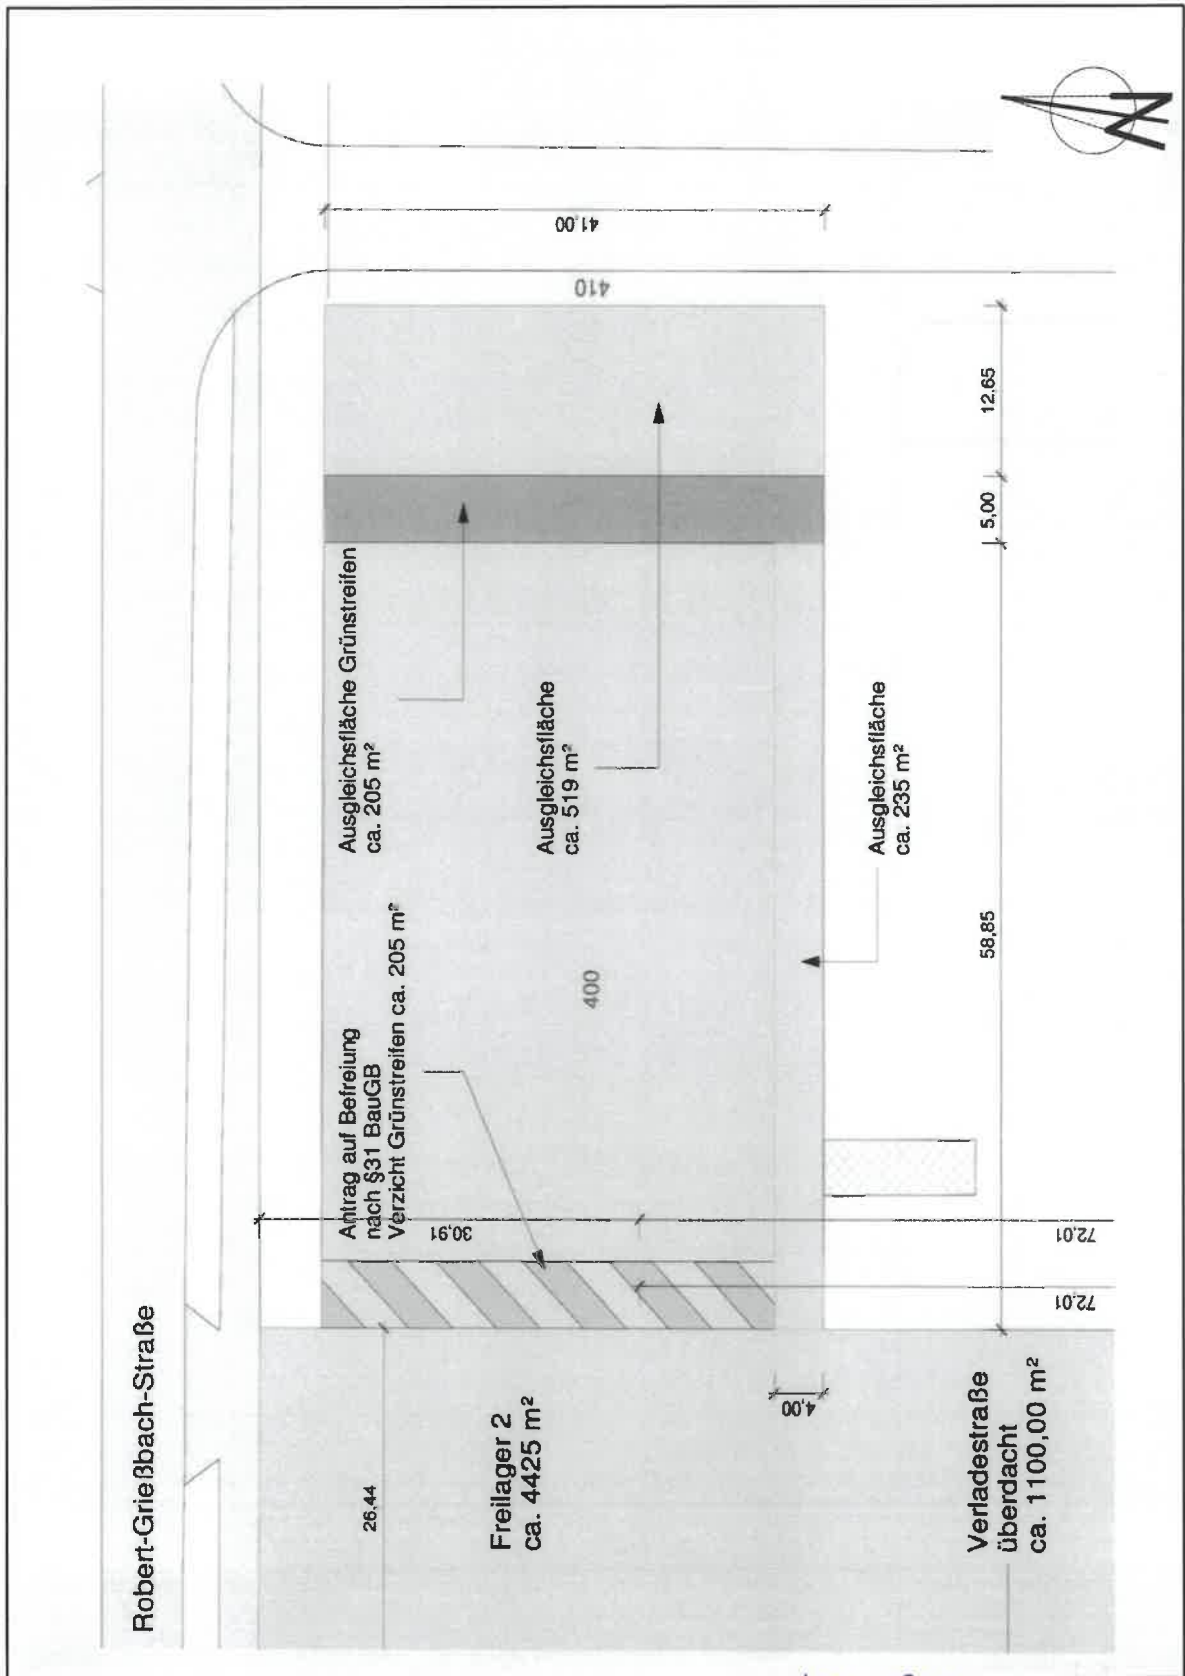 Robert-Grießbach-Straße
26,44
Freilager 2
ca. 4425 m²
Verladestraße
überdacht
ca. 1100,00 m²
Antrag auf Befreiung
nach §31 BauGB
Verzicht Grünstreifen ca. 205 m²
30,91
72,01
72,01
4,00
400
Ausgleichsfläche Grünstreifen
ca. 205 m²
Ausgleichsfläche
ca. 519 m²
Ausgleichsfläche
ca. 235 m²
58,85
5,00
12,65
410
41,00
N